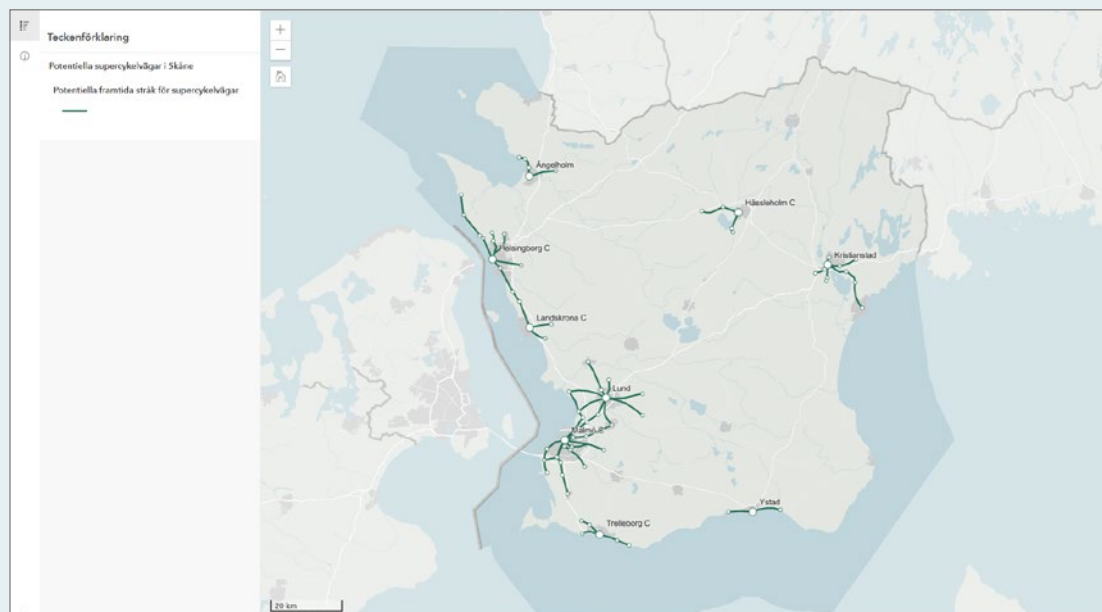 Teckenförklaring
Potentiella supercykelvägar i Skåne
Potentiella framtida stråk för supercykelvägar
+
−
Ängelholm
Hässleholm C
Helsingborg C
Kristianstad
Landskrona C
Lund
Malmö C
Ystad
Trelleborg C
20 km